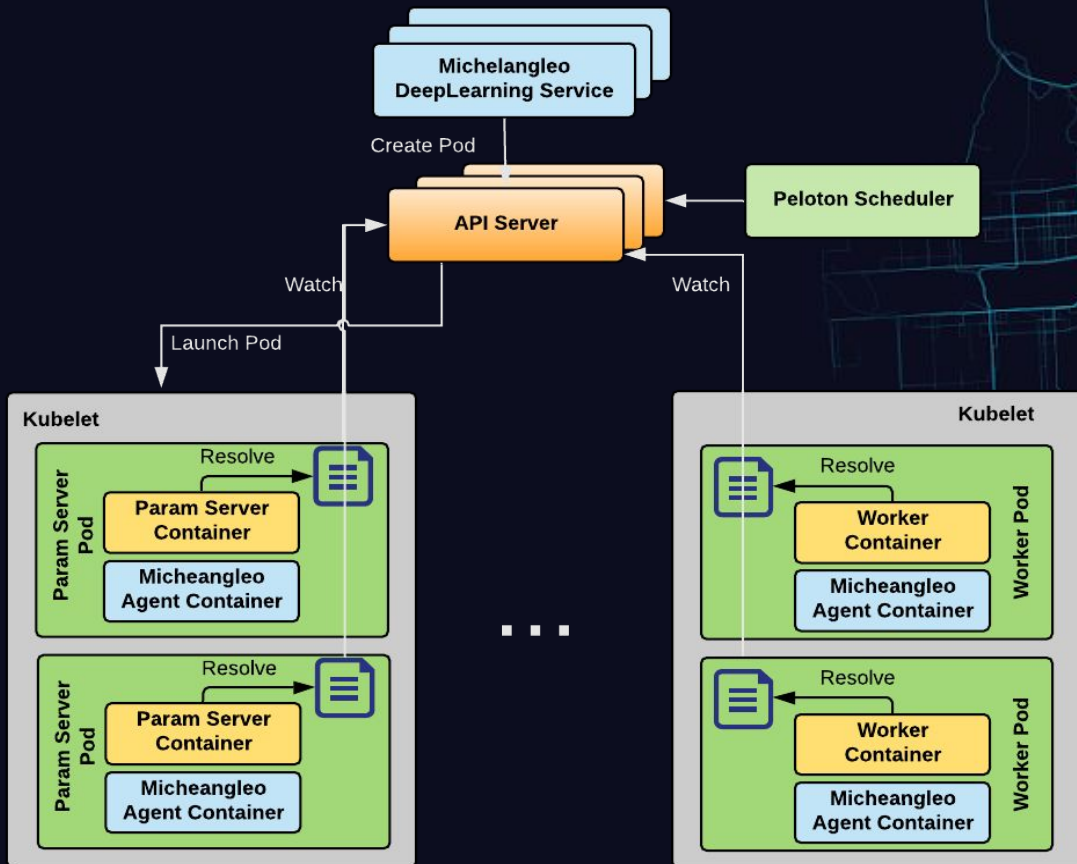 Michelangleo
DeepLearning Service
Create Pod
API Server
Peloton Scheduler
Watch
Watch
Launch Pod
Kubelet
Kubelet
Resolve
Param Server
Pod
Param Server
Container
Micheangleo
Agent Container
Resolve
Worker
Container
Micheangleo
Agent Container
Worker Pod
...
Resolve
Param Server
Pod
Param Server
Container
Micheangleo
Agent Container
Resolve
Worker
Container
Micheangleo
Agent Container
Worker Pod